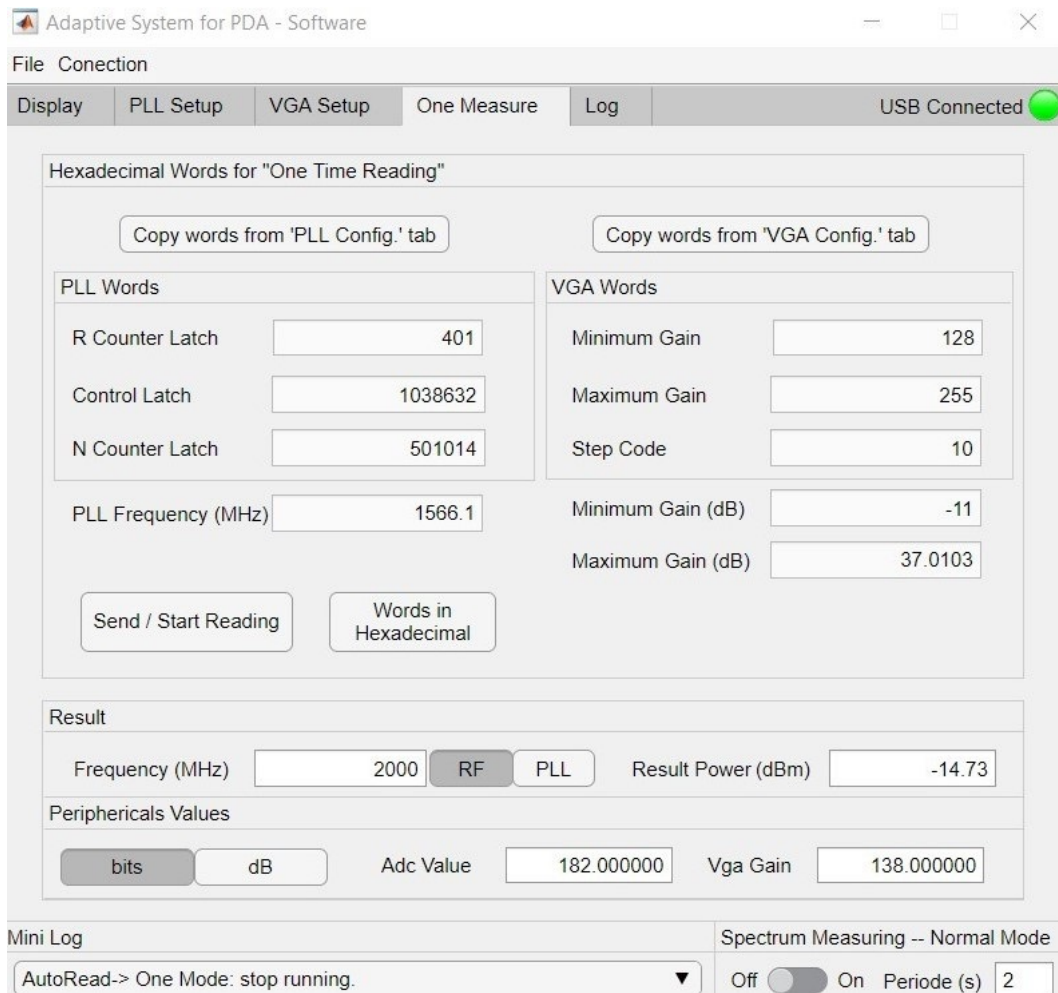 Adaptive System for PDA - Software
File Conection
Display PLL Setup VGA Setup One Measure Log USB Connected
Hexadecimal Words for "One Time Reading"
Copy words from 'PLL Config.' tab Copy words from 'VGA Config.' tab
PLL Words VGA Words
R Counter Latch 401 Minimum Gain 128
Control Latch 1038632 Maximum Gain 255
N Counter Latch 501014 Step Code 10
PLL Frequency (MHz) 1566.1 Minimum Gain (dB) -11
Maximum Gain (dB) 37.0103
Send / Start Reading Words in
Hexadecimal
Result
Frequency (MHz) 2000 RF PLL Result Power (dBm) -14.73
Periphericals Values
bits dB Adc Value 182.000000 Vga Gain 138.000000
Mini Log Spectrum Measuring -- Normal Mode
AutoRead-> One Mode: stop running. Off On Periode (s) 2